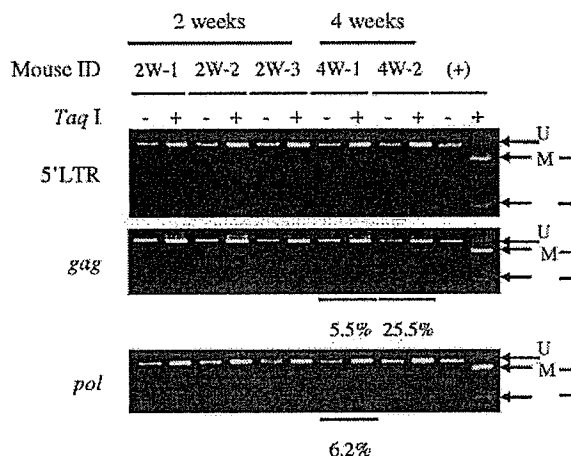 2 weeks 4 weeks
Mouse ID 2W-1 2W-2 2W-3 4W-1 4W-2 (+)
Taq I - + - + - + - + - + - +
5'LTR U M
gag U M
5.5% 25.5%
pol U M
6.2%